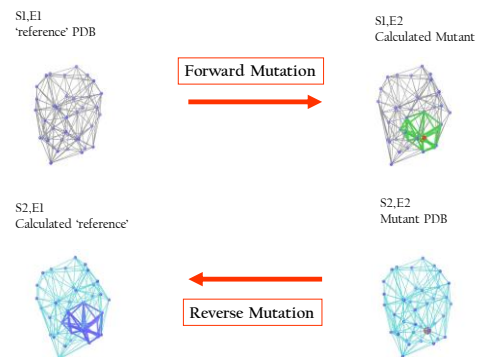 S1,E1
'reference' PDB
S1,E2
Calculated Mutant
Forward Mutation
S2,E1
Calculated 'reference'
S2,E2
Mutant PDB
Reverse Mutation